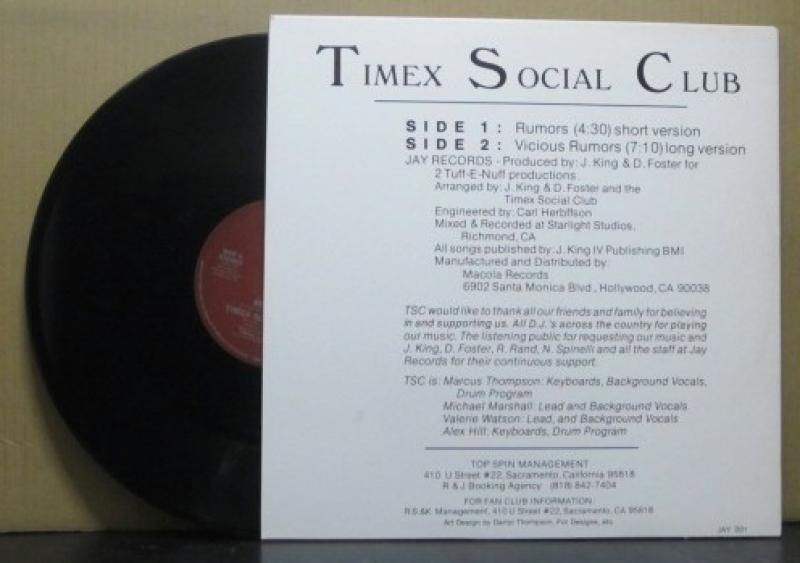 TIMEX SOCIAL CLUB
SIDE 1: Rumors (4:30) short version
SIDE 2: Vicious Rumors (7:10) long version
JAY RECORDS - Produced by: J. King & D. Foster for
2 Tuff-E-Nuff productions
Arranged by: J. King & D. Foster and the
Timex Social Club
Engineered by: Carl Herbffson
Mixed & Recorded at Starlight Studios,
Richmond, CA
All songs published by: J. King IV Publishing BMI
Manufactured and Distributed by:
Macola Records
6902 Santa Monica Blvd., Hollywood, CA 90038
TSC would like to thank all our friends and family for believing
in and supporting us. All D.J.'s across the country for playing
our music. The listening public for requesting our music and
J. King, D. Foster, R. Rand, N. Spinelli and all the staff at Jay
Records for their continuous support.
TSC is: Marcus Thompson: Keyboards, Background Vocals,
Drum Program
Michael Marshall: Lead and Background Vocals
Valerie Watson: Lead, and Background Vocals
Alex Hill: Keyboards, Drum Program
TOP SPIN MANAGEMENT
410 U Street #22, Sacramento, California 95818
R & J Booking Agency (818) 842-7404
FOR FAN CLUB INFORMATION:
R.S.&K. Management, 410 U Street #22, Sacramento, CA 95818
Art Design by Darryl Thompson, For Designs, etc.
JAY 001
TIMEX SO